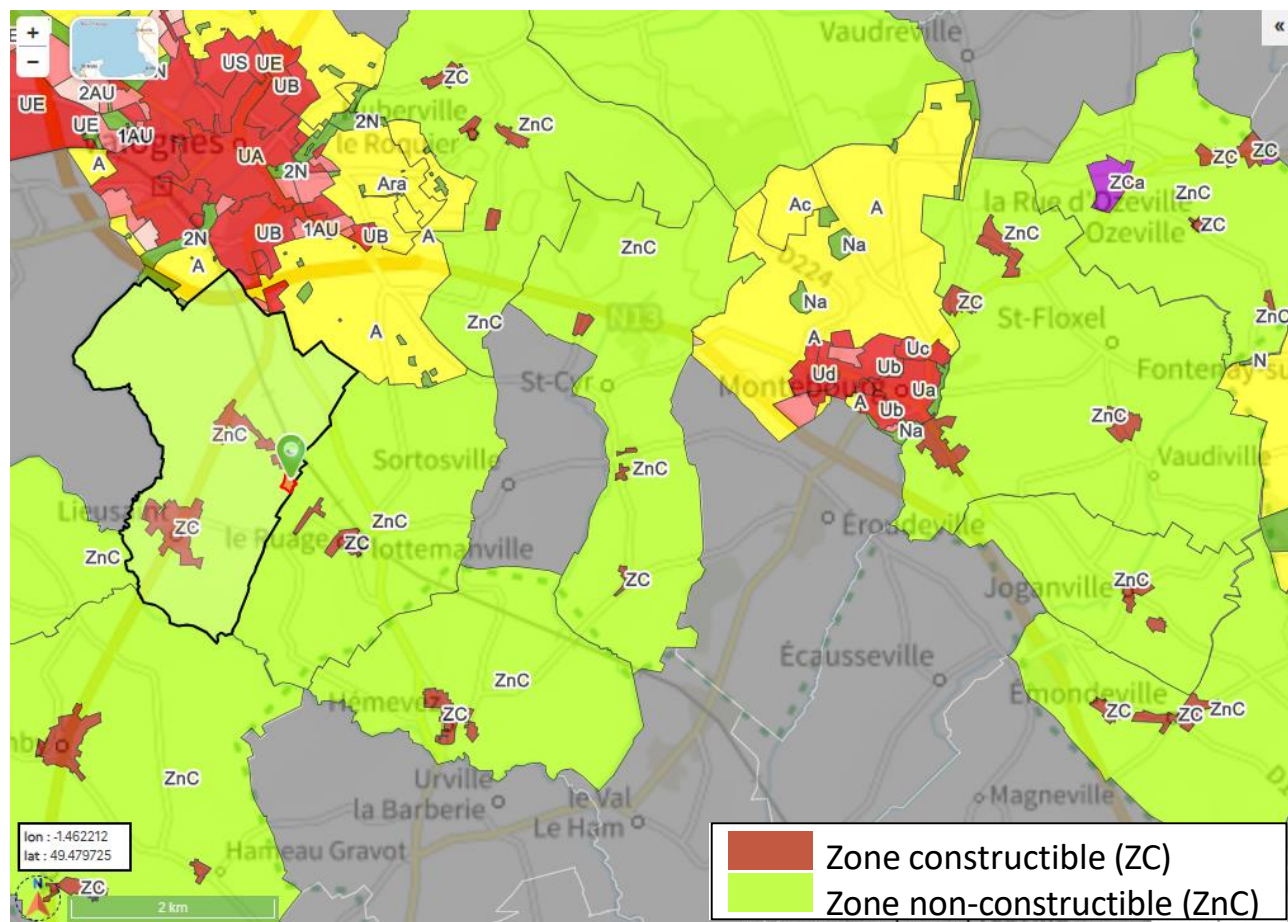 +
−
«
Vaudreville
US UE
UB
2AU
UE
UE
1AU
UA
2N
2N
N
A
ZC
ZnC
le Roquier
Ara
A
Ac
A
Na
D224
Na
ZnC
ZCa
ZC
ZC
ZnC
la Rue d'Ozeville
Ozeville
ZC
ZnC
UB
1AU
UB
2N
A
A
ZnC
N13
ZC
St-Floxel
ZnC
A
Uc
Ud
Ub
Ua
Montebourg
A
Ub
Na
N
St-Cyr
ZnC
Sortosville
ZnC
ZnC
Vaudiville
Lieusaint
ZC
le Ruage
ZC
ZnC
ZnC
Éroudeville
ZC
Joganville
ZnC
Écausseville
Émondeville
ZC
ZC
ZnC
Hémevez
ZC
ZnC
ZnC
Urville
la Barberie
le Val
Le Ham
Magneville
Hameau Gravot
ZC
lon : -1.462212
lat : 49.479725
N
2 km
Zone constructible (ZC)
Zone non-constructible (ZnC)